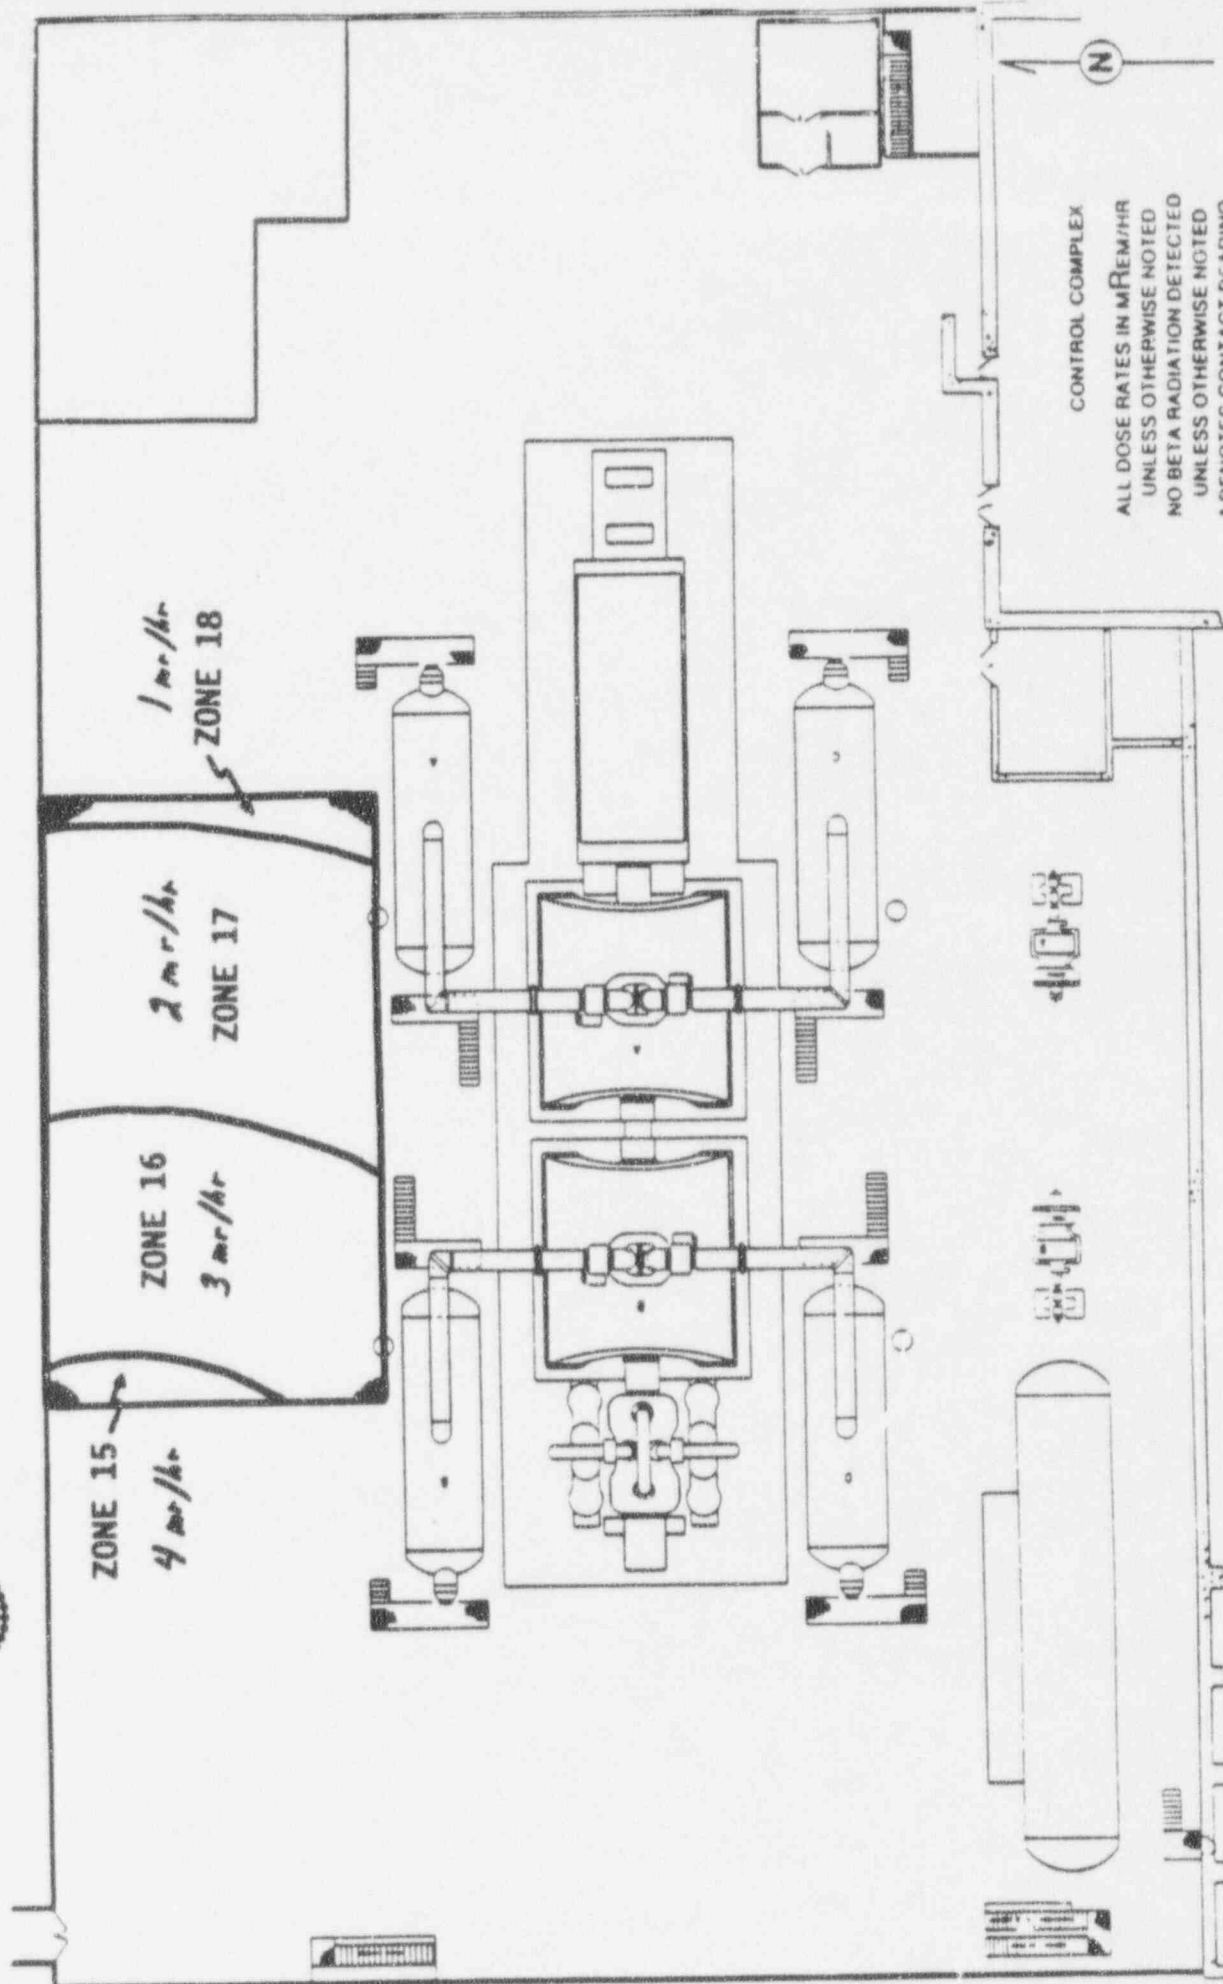 ZONE 15
4 mr/hr
ZONE 16
3 mr/hr
2 mr/hr
ZONE 17
1 mr/hr
ZONE 18
N
CONTROL COMPLEX
ALL DOSE RATES IN MREM/HR
UNLESS OTHERWISE NOTED
NO BETA RADIATION DETECTED
UNLESS OTHERWISE NOTED